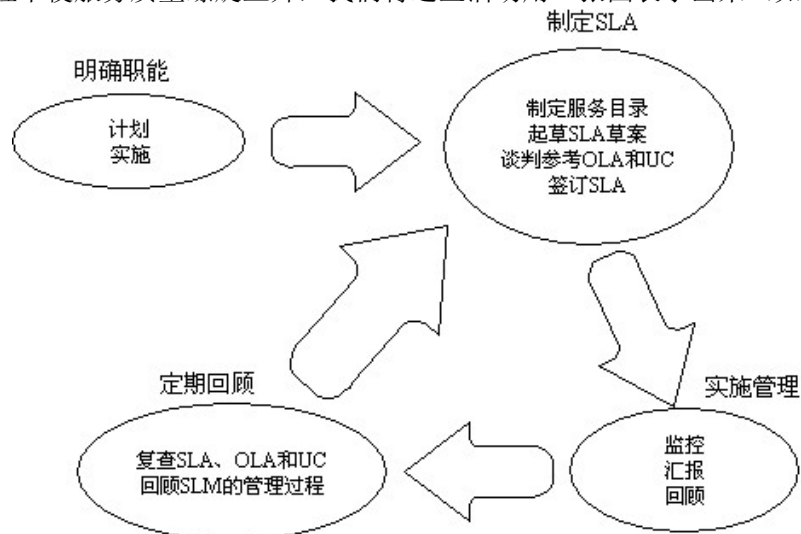 制定SLA
明确职能
计划
实施
制定服务目录
起草SLA草案
谈判参考OLA和UC
签订SLA
定期回顾
实施管理
复查SLA、OLA和UC
回顾SLM的管理过程
监控
汇报
回顾